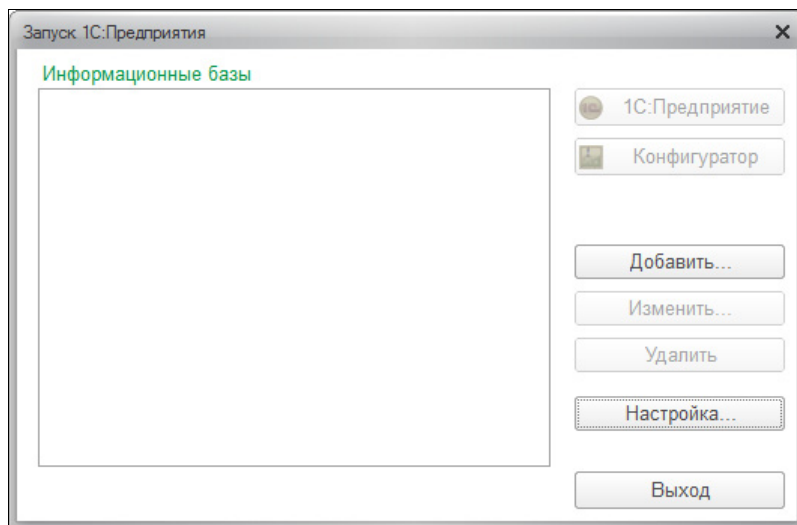 Запуск 1С:Предприятия
Информационные базы
1С:Предприятие
Конфигуратор
Добавить...
Изменить...
Удалить
Настройка...
Выход